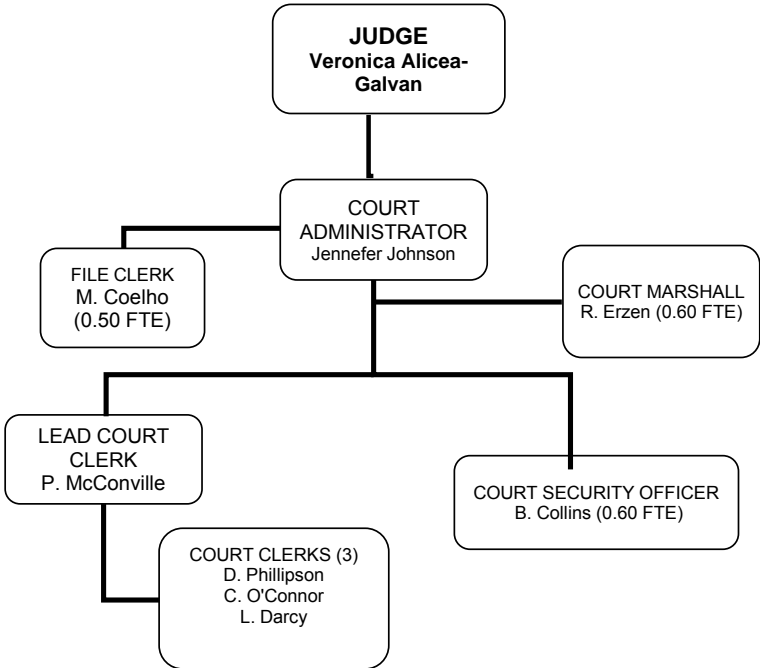 JUDGE
Veronica Alicea-
Galvan
COURT
ADMINISTRATOR
Jennefer Johnson
FILE CLERK
M. Coelho
(0.50 FTE)
COURT MARSHALL
R. Erzen (0.60 FTE)
LEAD COURT
CLERK
P. McConville
COURT SECURITY OFFICER
B. Collins (0.60 FTE)
COURT CLERKS (3)
D. Phillipson
C. O'Connor
L. Darcy